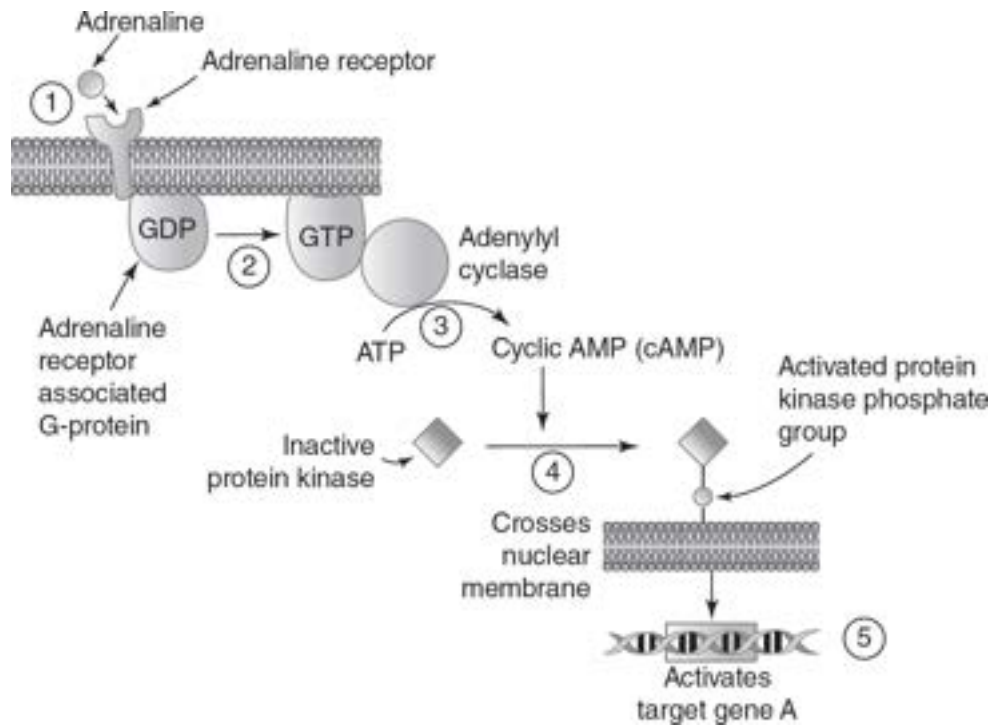 Adrenaline
Adrenaline receptor
1
GDP
GTP
2
Adenylyl
cyclase
3
Adrenaline
receptor
associated
G-protein
ATP
Cyclic AMP (cAMP)
Activated protein
kinase phosphate
group
Inactive
protein kinase
4
Crosses
nuclear
membrane
5
Activates
target gene A